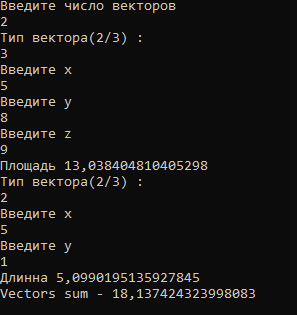 Введите число векторов
2
Тип вектора(2/3) :
3
Введите x
5
Введите y
8
Введите z
9
Площадь 13,038404810405298
Тип вектора(2/3) :
2
Введите x
5
Введите y
1
Длинна 5,0990195135927845
Vectors sum - 18,137424323998083